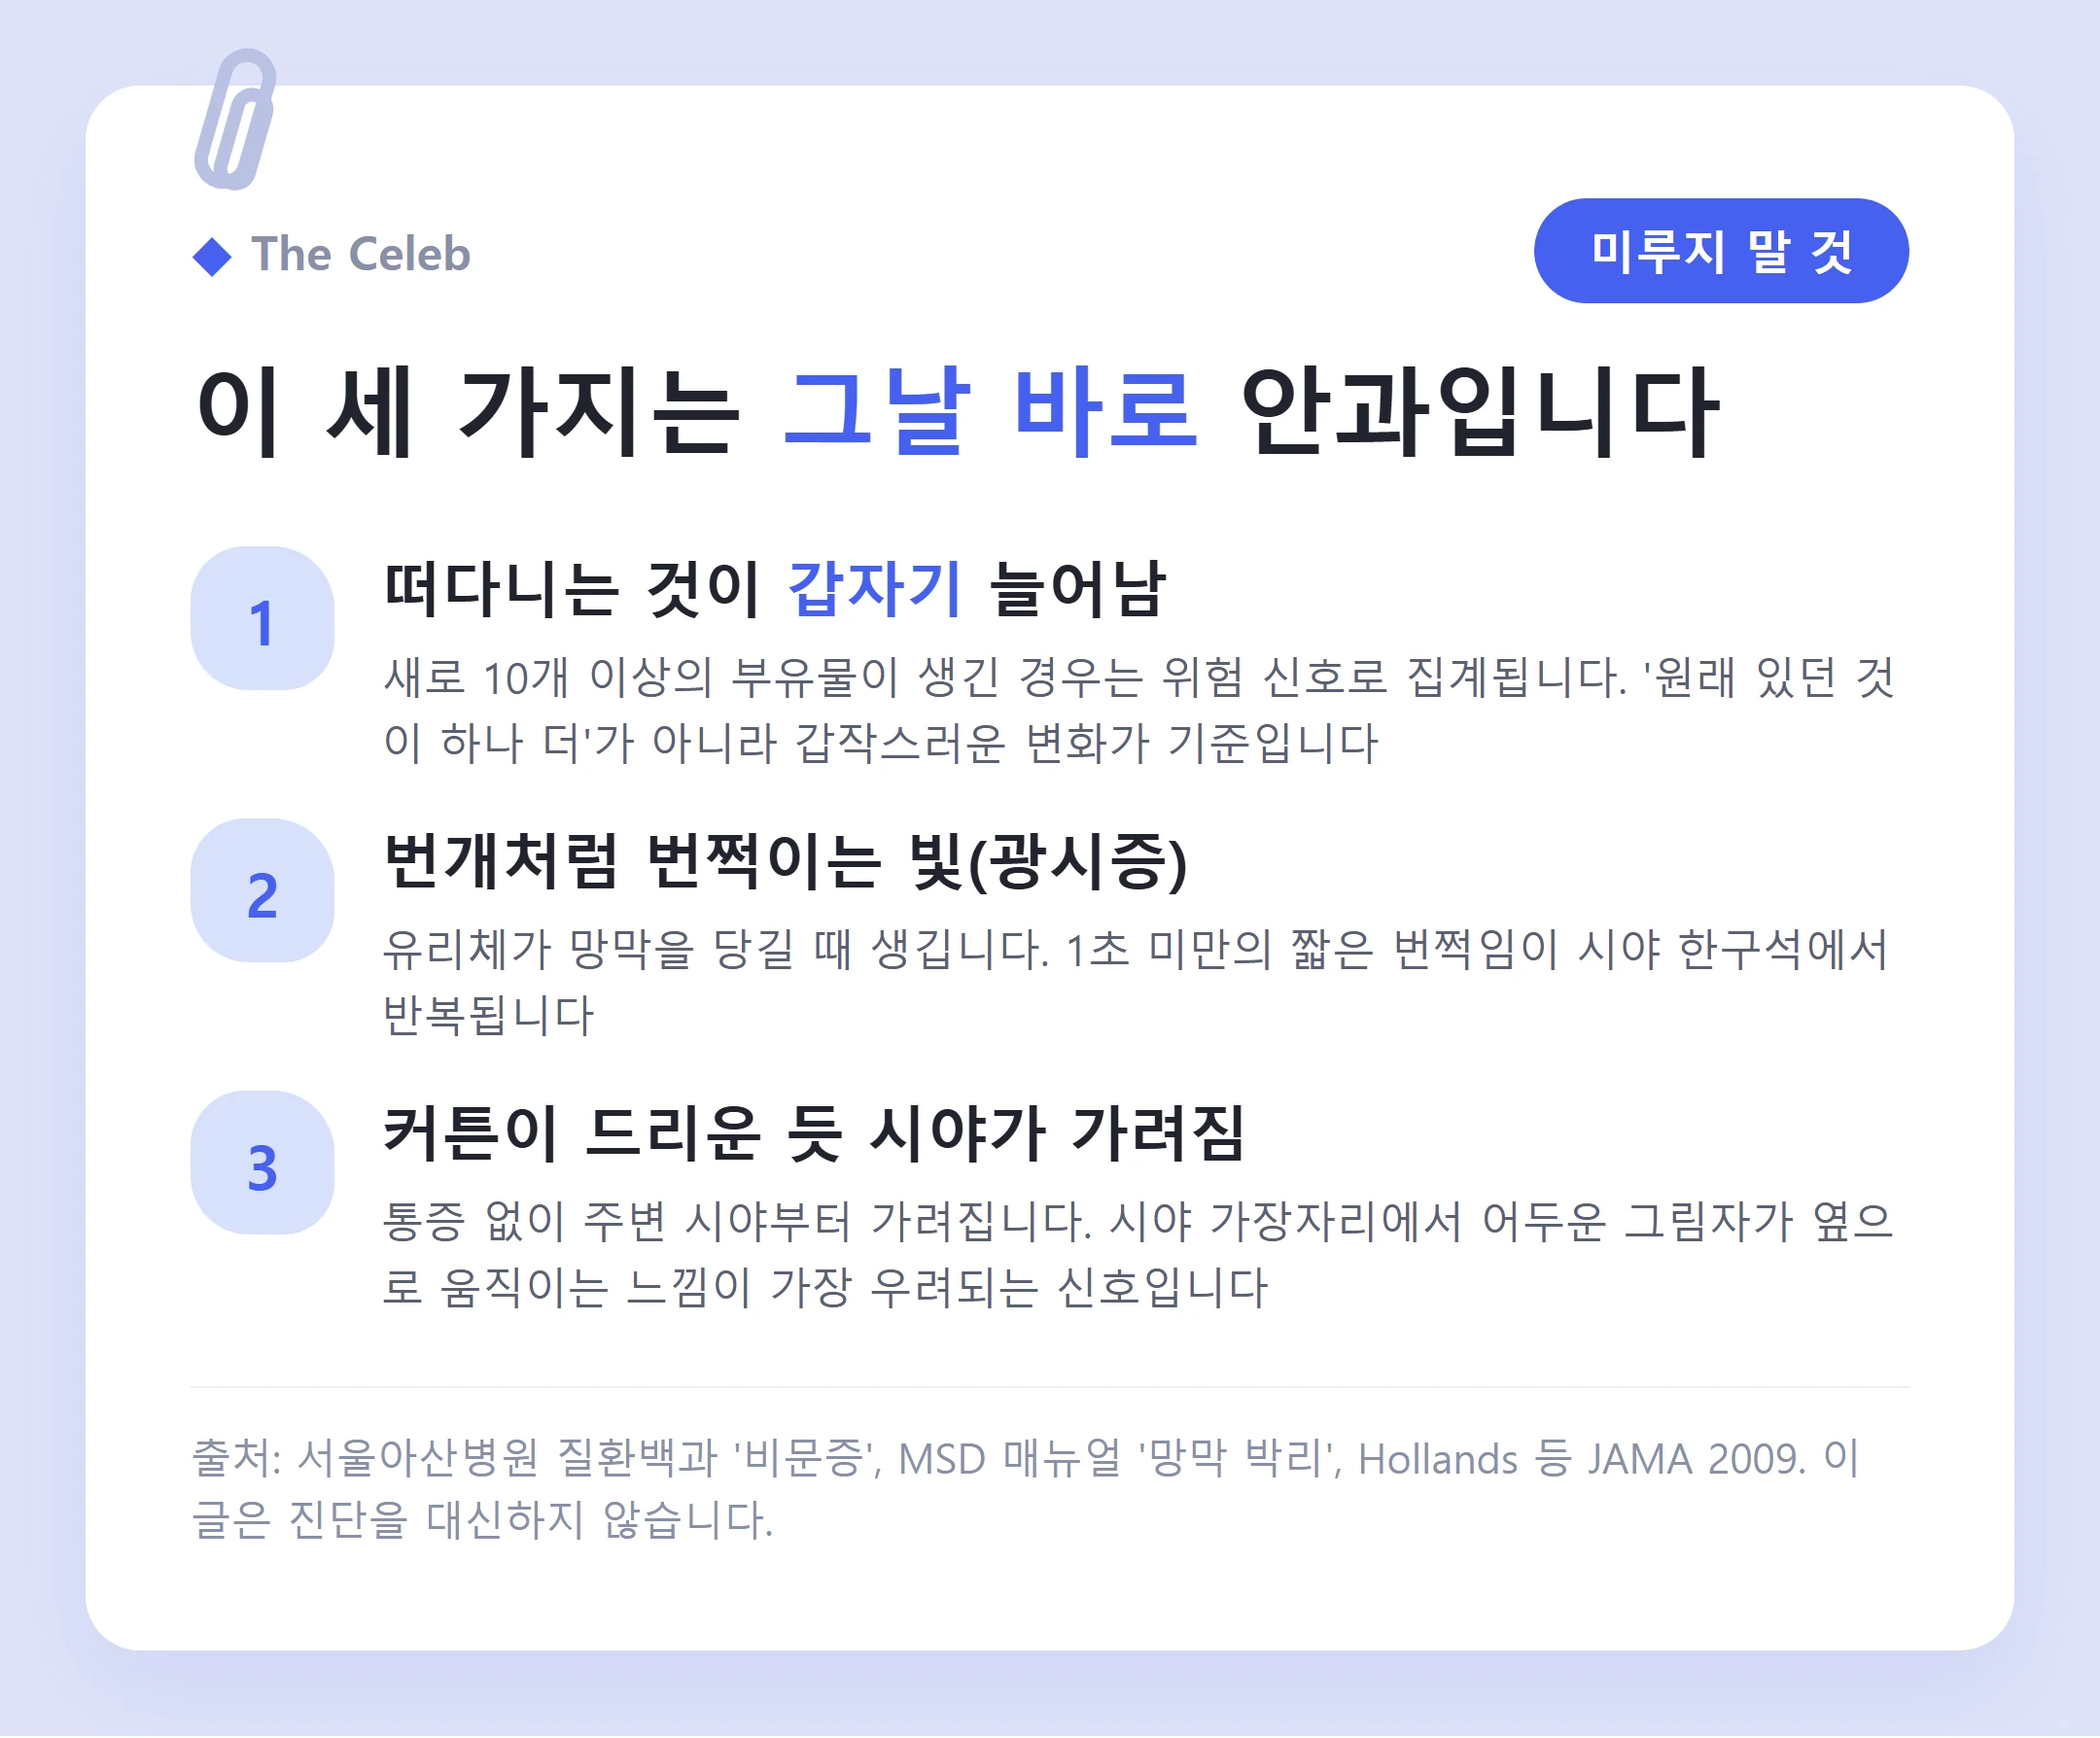 The Celeb
미루지 말 것
이 세 가지는 그날 바로 안과입니다
1
떠다니는 것이 갑자기 늘어남
새로 10개 이상의 부유물이 생긴 경우는 위험 신호로 집계됩니다. '원래 있던 것
이 하나 더'가 아니라 갑작스러운 변화가 기준입니다
2
번개처럼 번쩍이는 빛(광시증)
유리체가 망막을 당길 때 생깁니다. 1초 미만의 짧은 번쩍임이 시야 한구석에서
반복됩니다
3
커튼이 드리운 듯 시야가 가려짐
통증 없이 주변 시야부터 가려집니다. 시야 가장자리에서 어두운 그림자가 옆으
로 움직이는 느낌이 가장 우려되는 신호입니다
출처: 서울아산병원 질환백과 '비문증', MSD 매뉴얼 '망막 박리', Hollands 등 JAMA 2009. 이
글은 진단을 대신하지 않습니다.